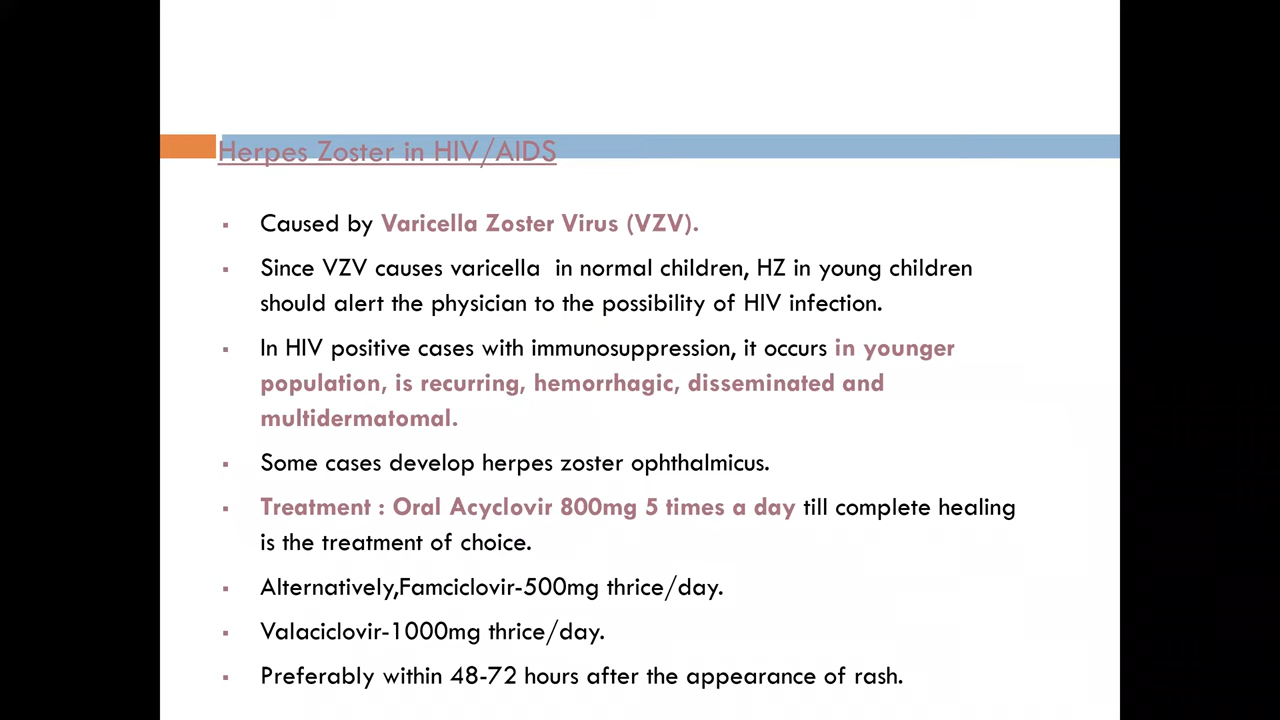 Herpes Zoster in HIV/AIDS
▪ Caused by Varicella Zoster Virus (VZV).
▪ Since VZV causes varicella  in normal children, HZ in young children
should alert the physician to the possibility of HIV infection.
▪ In HIV positive cases with immunosuppression, it occurs in younger
population, is recurring, hemorrhagic, disseminated and
multidermatomal.
▪ Some cases develop herpes zoster ophthalmicus.
▪ Treatment : Oral Acyclovir 800mg 5 times a day till complete healing
is the treatment of choice.
▪ Alternatively,Famciclovir-500mg thrice/day.
▪ Valaciclovir-1000mg thrice/day.
▪ Preferably within 48-72 hours after the appearance of rash.